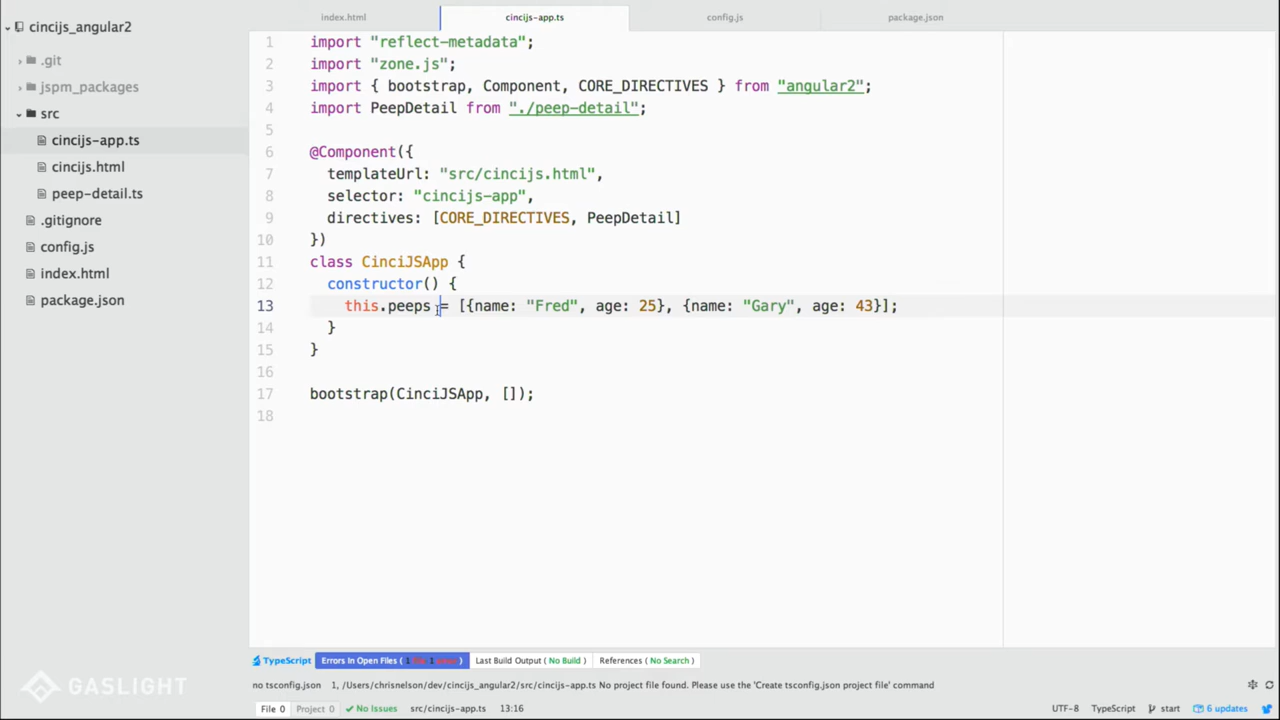 cincijs_angular2
.git
jspm_packages
src
cincijs-app.ts
cincijs.html
peep-detail.ts
.gitignore
config.js
index.html
package.json
index.html
cincijs-app.ts
config.js
package.json
1 import "reflect-metadata";
2 import "zone.js";
3 import { bootstrap, Component, CORE_DIRECTIVES } from "angular2";
4 import PeepDetail from "./peep-detail";
5
6 @Component({
7 templateUrl: "src/cincijs.html",
8 selector: "cincijs-app",
9 directives: [CORE_DIRECTIVES, PeepDetail]
10 })
11 class CinciJSApp {
12 constructor() {
13 this.peeps = [{name: "Fred", age: 25}, {name: "Gary", age: 43}];
14 }
15 }
16
17 bootstrap(CinciJSApp, []);
18
TypeScript Errors In Open Files ( 1 file 1 ) Last Build Output ( No Build ) References ( No Search )
no tsconfig.json 1, /Users/chrisnelson/dev/cincijs_angular2/src/cincijs-app.ts No project file found. Please use the 'Create tsconfig.json project file' command
File 0 Project 0 No Issues src/cincijs-app.ts 13:16 UTF-8 TypeScript start 6 updates
GASLIGHT